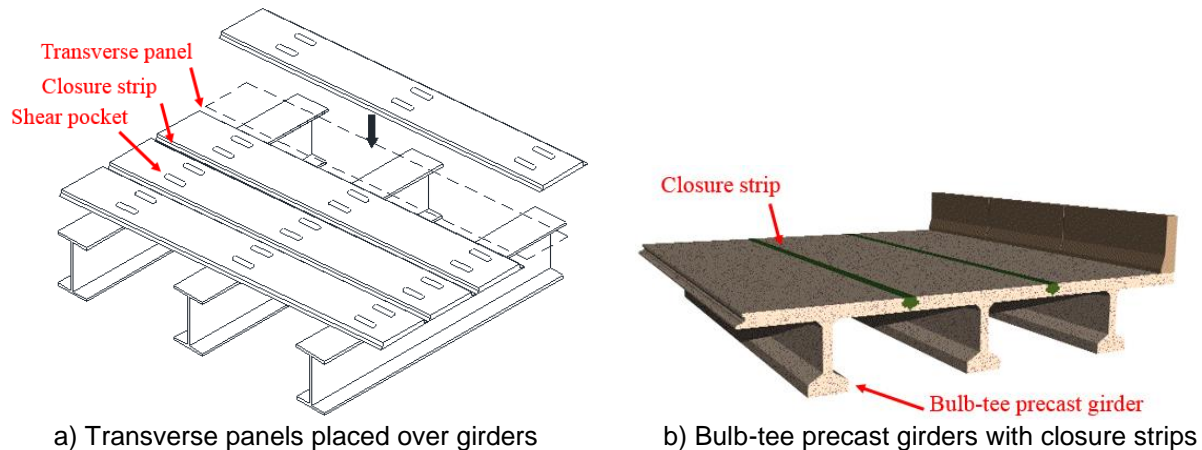 Transverse panel
Closure strip
Shear pocket
Closure strip
Bulb-tee precast girder
a) Transverse panels placed over girders
b) Bulb-tee precast girders with closure strips